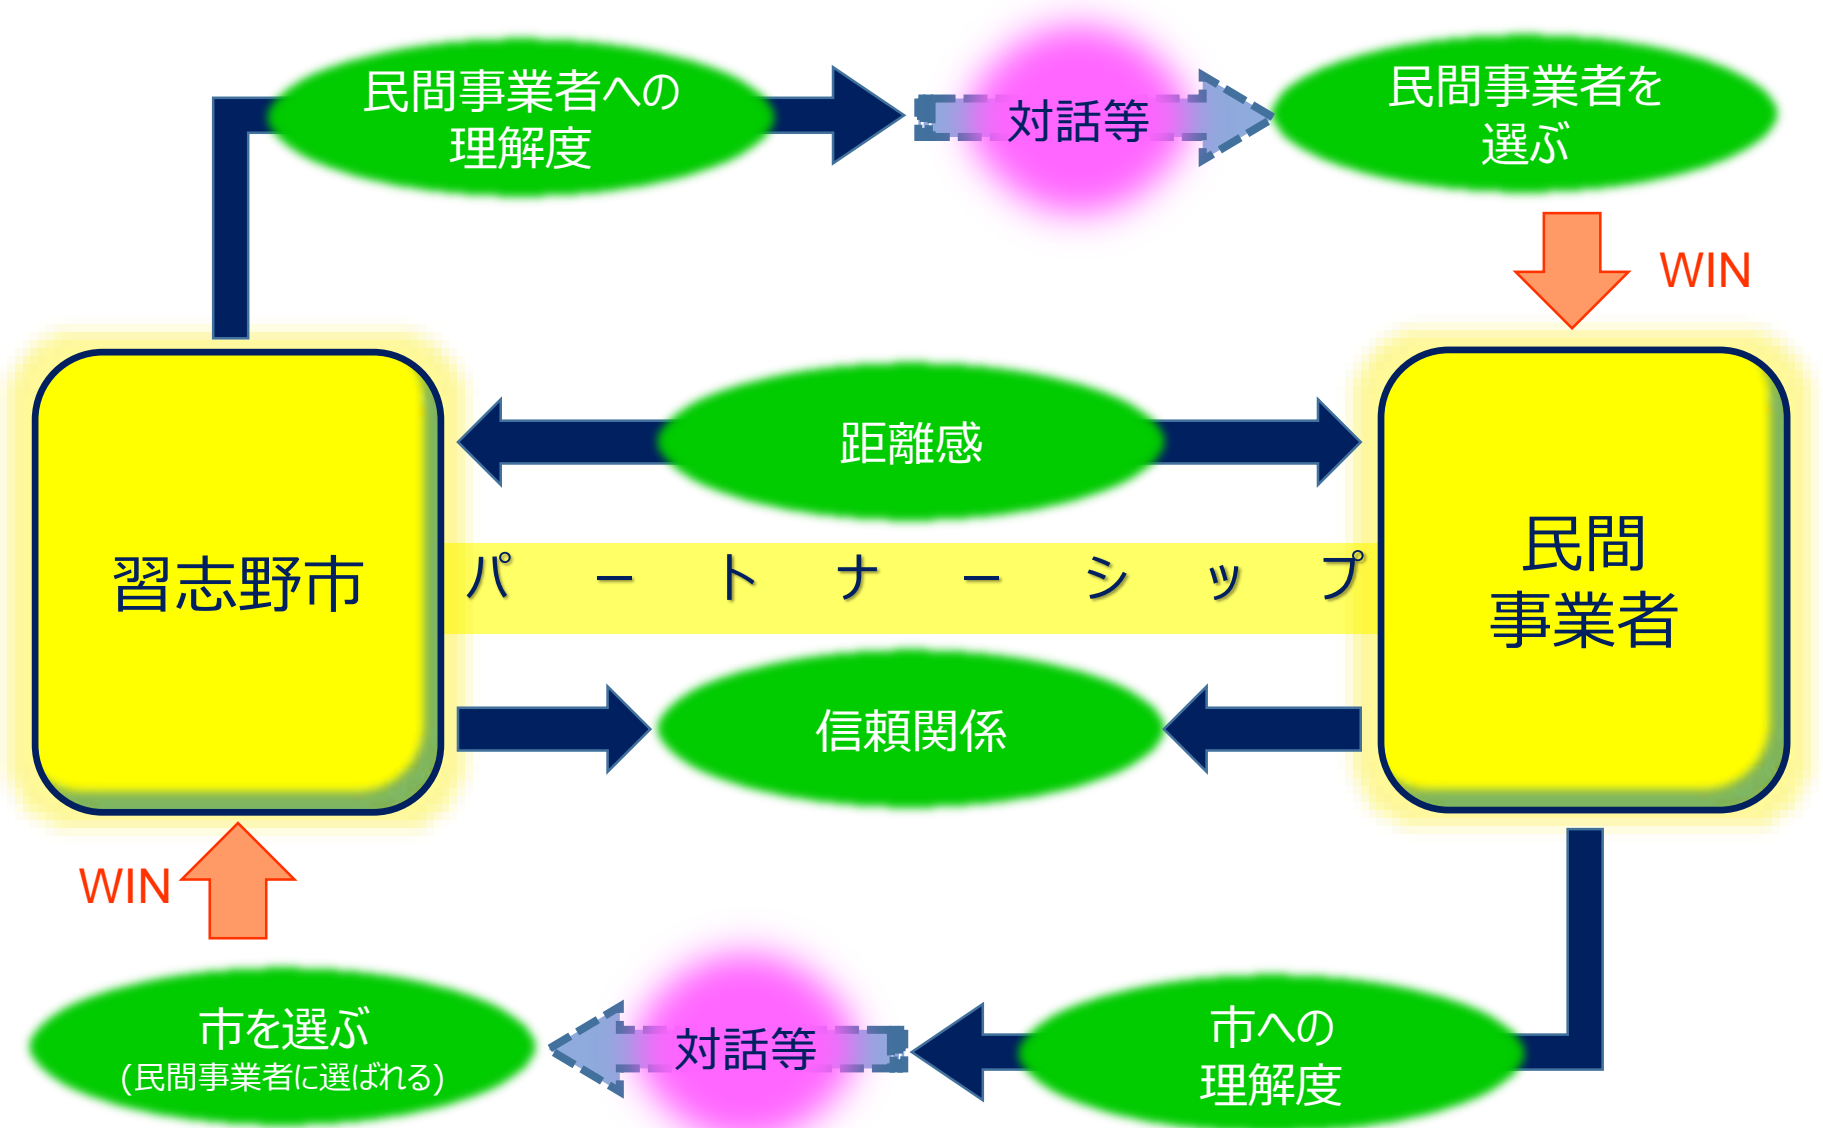 民間事業者への
理解度
対話等
民間事業者を
選ぶ
WIN
距離感
習志野市
パートナーシップ
民間
事業者
信頼関係
WIN
市を選ぶ
(民間事業者に選ばれる)
対話等
市への
理解度